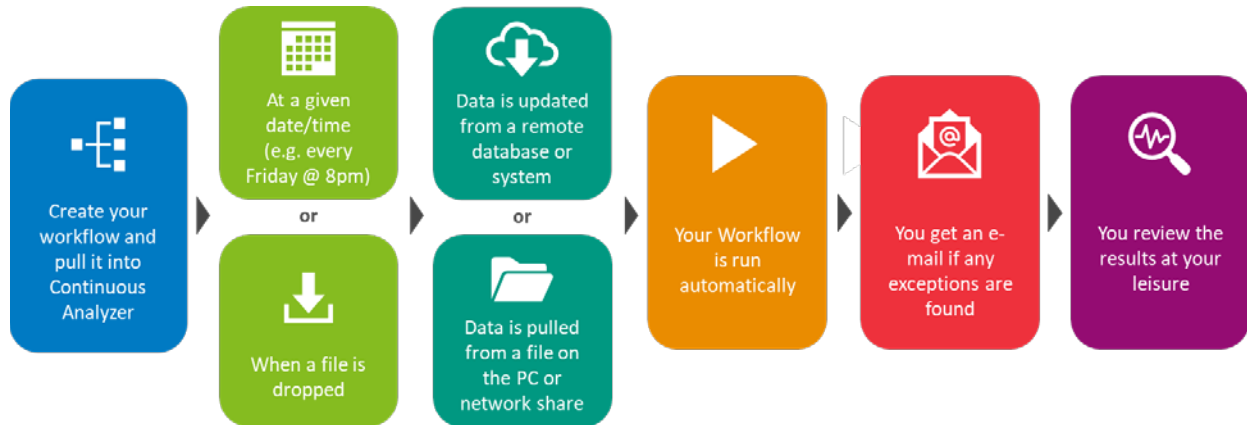 Create your
workflow and
pull it into
Continuous
Analyzer
At a given
date/time
(e.g. every
Friday @ 8pm)
or
When a file is
dropped
Data is updated
from a remote
database or
system
or
Data is pulled
from a file on
the PC or
network share
Your Workflow
is run
automatically
@
You get an e-
mail if any
exceptions are
found
You review the
results at your
leisure